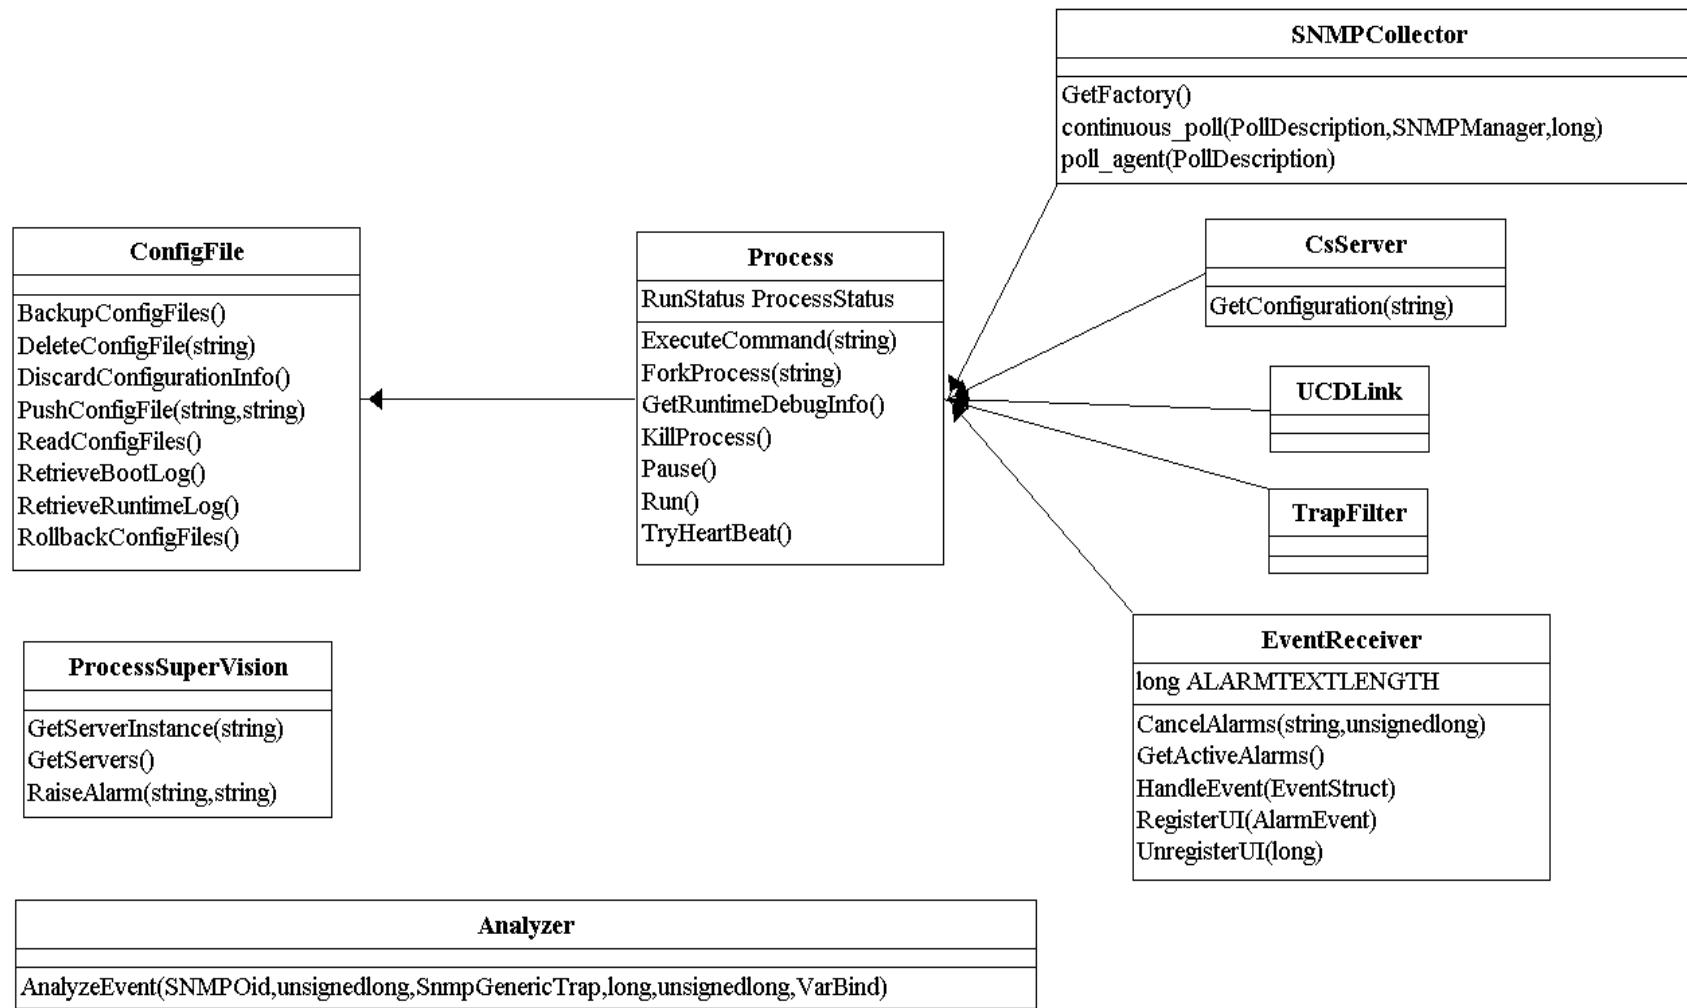 SNMPCollector
GetFactory()
continuous_poll(PollDescription,SNMPManager,long)
poll_agent(PollDescription)
ConfigFile
BackupConfigFiles()
DeleteConfigFile(string)
DiscardConfigurationInfo()
PushConfigFile(string,string)
ReadConfigFiles()
RetrieveBootLog()
RetrieveRuntimeLog()
RollbackConfigFiles()
Process
RunStatus ProcessStatus
ExecuteCommand(string)
ForkProcess(string)
GetRuntimeDebugInfo()
KillProcess()
Pause()
Run()
TryHeartBeat()
CsServer
GetConfiguration(string)
UCDLink
TrapFilter
EventReceiver
long ALARMTEXTLENGTH
CancelAlarms(string,unsignedlong)
GetActiveAlarms()
HandleEvent(EventStruct)
RegisterUI(AlarmEvent)
UnregisterUI(long)
ProcessSuperVision
GetServerInstance(string)
GetServers()
RaiseAlarm(string,string)
Analyzer
AnalyzeEvent(SNMPOid,unsignedlong,SnmpGenericTrap,long,unsignedlong,VarBind)